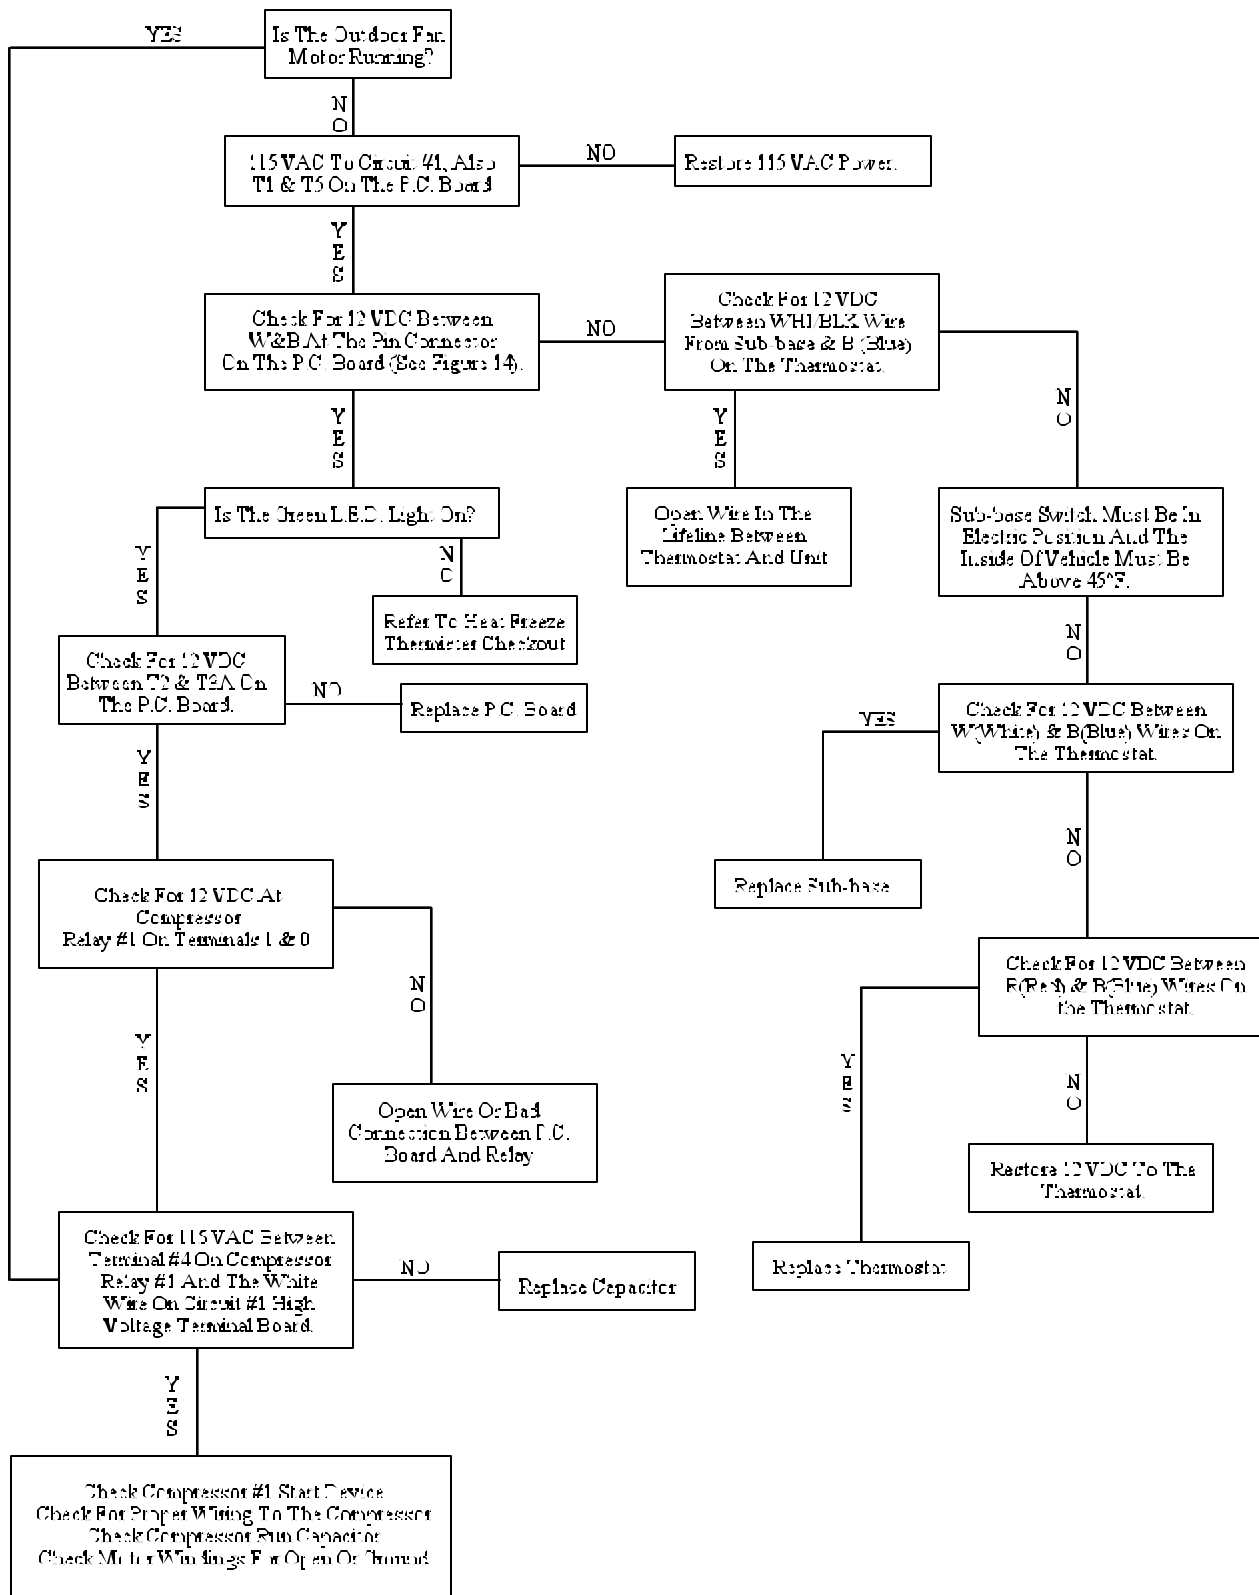 YES
Is The Outdoor Fan
Motor Running?
NO
115 VAC To Circuit #1, Also
T1 & T5 On The P.C. Board
NO
Restore 115 VAC Power.
YES
Check For 12 VDC Between
W&B At The Pin Connector
On The P.C. Board (See Figure 14).
NO
Check For 12 VDC
Between WHT/BLK Wire
From Sub-base & B (Blue)
On The Thermostat.
YES
YES
NO
Is The Green L.E.D. Light On?
Open Wire In The
Lifeline Between
Thermostat And Unit
Sub-base Switch Must Be In
Electric Position And The
Inside Of Vehicle Must Be
Above 45°F.
YES
NO
Refer To Heat Freeze
Thermister Checkout
NO
Check For 12 VDC
Between T2 & T2A On
The P.C. Board.
NO
Replace P.C. Board
YES
Check For 12 VDC Between
W(White) & B(Blue) Wires On
The Thermostat.
YES
Replace Sub-base
NO
Check For 12 VDC At
Compressor
Relay #1 On Terminals 1 & 0
NO
Check For 12 VDC Between
R(Red) & B(Blue) Wires On
the Thermostat.
YES
YES
NO
Open Wire Or Bad
Connection Between P.C.
Board And Relay
Restore 12 VDC To The
Thermostat.
Check For 115 VAC Between
Terminal #4 On Compressor
Relay #1 And The White
Wire On Circuit #1 High
Voltage Terminal Board.
NO
Replace Capacitor
Replace Thermostat
YES
Check Compressor #1 Start Device
Check For Proper Wiring To The Compressor
Check Compressor Run Capacitor
Check Motor Windings For Open Or Ground